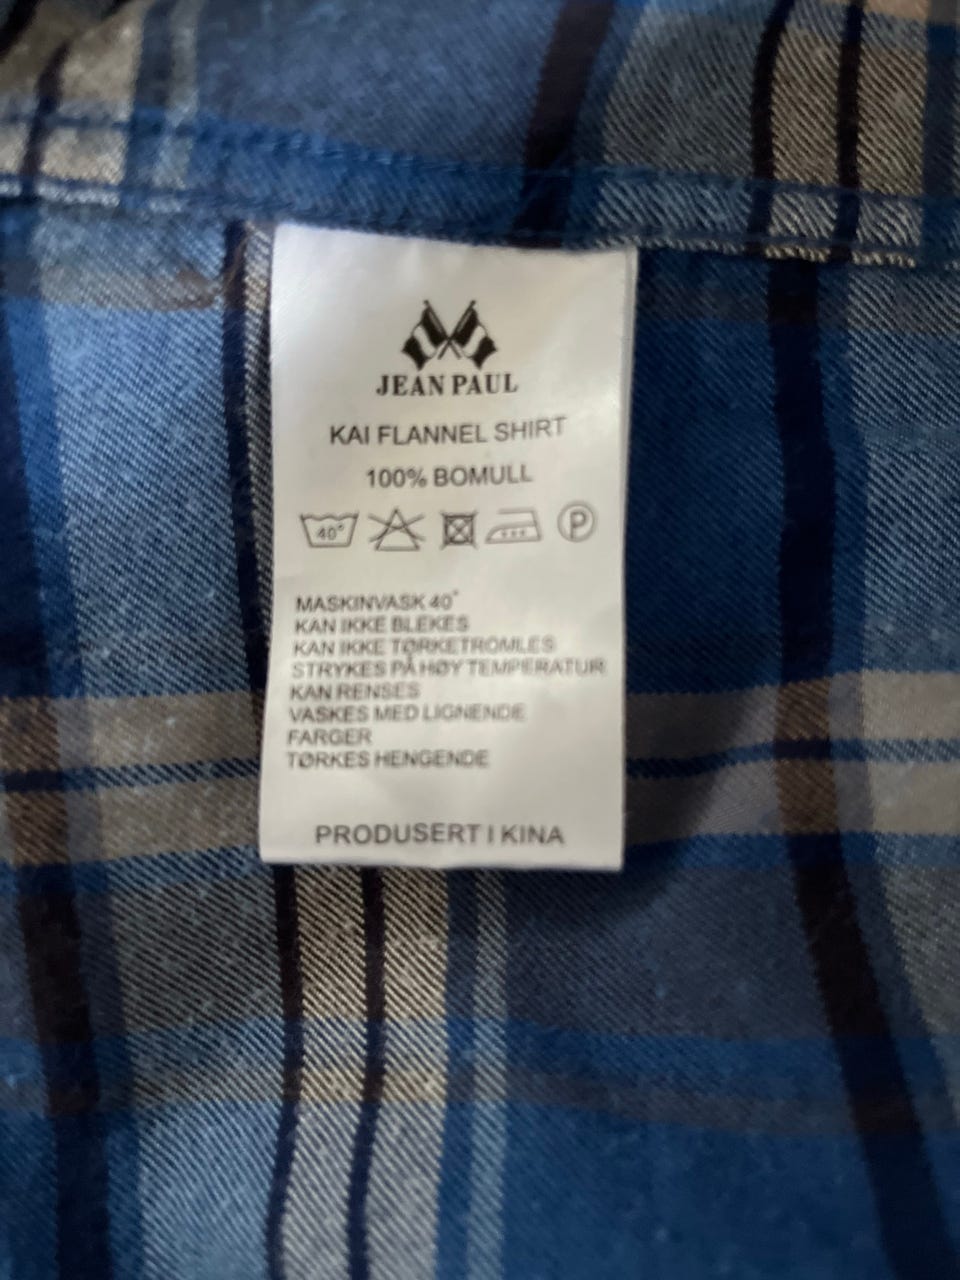 JEAN PAUL
KAI FLANNEL SHIRT
100% BOMULL
40°
P
MASKINVASK 40°
KAN IKKE BLEKES
KAN IKKE TØRKETROMLES
STRYKES PÅ HØY TEMPERATUR
KAN RENSES
VASKES MED LIGNENDE
FARGER
TØRKES HENGENDE
PRODUSERT I KINA